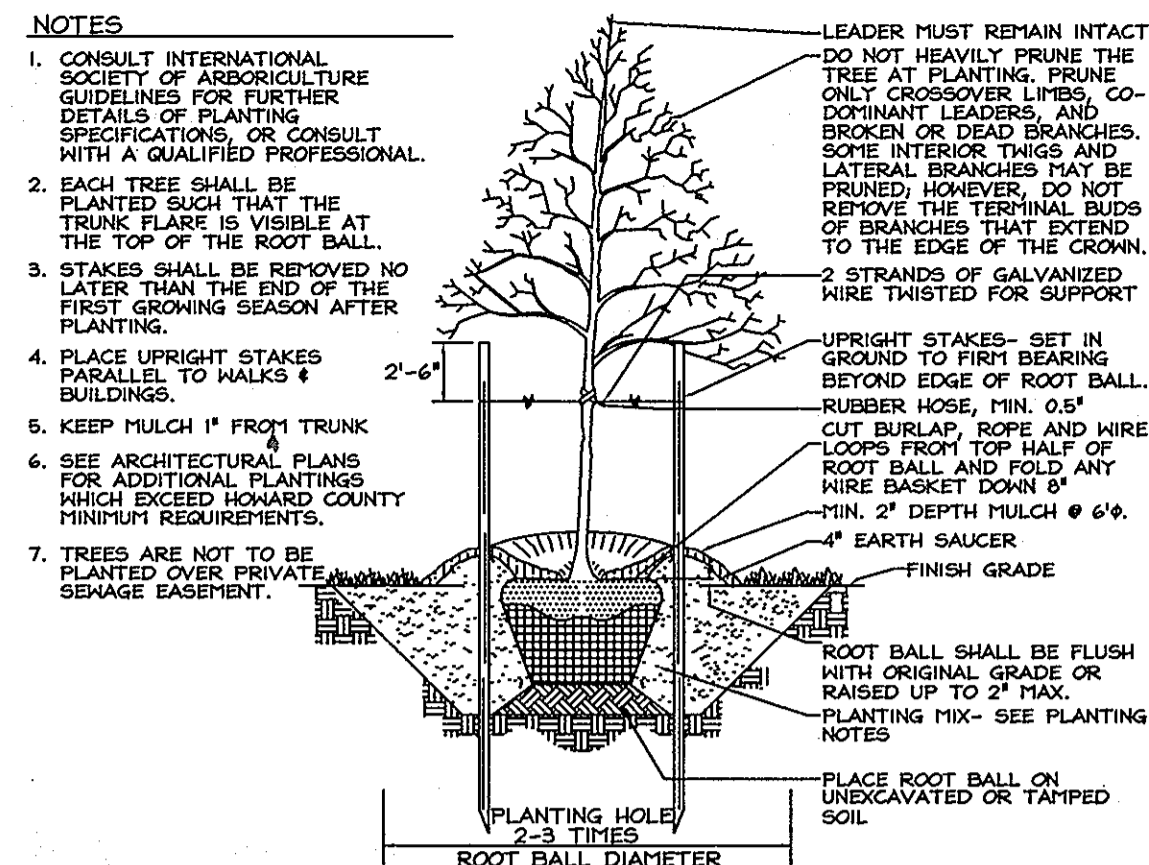 NOTES
1. CONSULT INTERNATIONAL
SOCIETY OF ARBORICULTURE
GUIDELINES FOR FURTHER
DETAILS OF PLANTING
SPECIFICATIONS, OR CONSULT
WITH A QUALIFIED PROFESSIONAL.
2. EACH TREE SHALL BE
PLANTED SUCH THAT THE
TRUNK FLARE IS VISIBLE AT
THE TOP OF THE ROOT BALL.
3. STAKES SHALL BE REMOVED NO
LATER THAN THE END OF THE
FIRST GROWING SEASON AFTER
PLANTING.
4. PLACE UPRIGHT STAKES
PARALLEL TO WALKS &
BUILDINGS.
5. KEEP MULCH 1" FROM TRUNK
6. SEE ARCHITECTURAL PLANS
FOR ADDITIONAL PLANTINGS
WHICH EXCEED HOWARD COUNTY
MINIMUM REQUIREMENTS.
7. TREES ARE NOT TO BE
PLANTED OVER PRIVATE
SEWAGE EASEMENT.
2'-6"
LEADER MUST REMAIN INTACT
DO NOT HEAVILY PRUNE THE
TREE AT PLANTING. PRUNE
ONLY CROSSOVER LIMBS, CO-
DOMINANT LEADERS, AND
BROKEN OR DEAD BRANCHES.
SOME INTERIOR TWIGS AND
LATERAL BRANCHES MAY BE
PRUNED; HOWEVER, DO NOT
REMOVE THE TERMINAL BUDS
OF BRANCHES THAT EXTEND
TO THE EDGE OF THE CROWN.
2 STRANDS OF GALVANIZED
WIRE TWISTED FOR SUPPORT
UPRIGHT STAKES- SET IN
GROUND TO FIRM BEARING
BEYOND EDGE OF ROOT BALL.
RUBBER HOSE, MIN. 0.5"
CUT BURLAP, ROPE AND WIRE
LOOPS FROM TOP HALF OF
ROOT BALL AND FOLD ANY
WIRE BASKET DOWN 8"
MIN. 2" DEPTH MULCH @ 6'φ.
4" EARTH SAUCER
FINISH GRADE
ROOT BALL SHALL BE FLUSH
WITH ORIGINAL GRADE OR
RAISED UP TO 2" MAX.
PLANTING MIX- SEE PLANTING
NOTES
PLACE ROOT BALL ON
UNEXCAVATED OR TAMPED
SOIL
PLANTING HOLE
2-3 TIMES
ROOT BALL DIAMETER